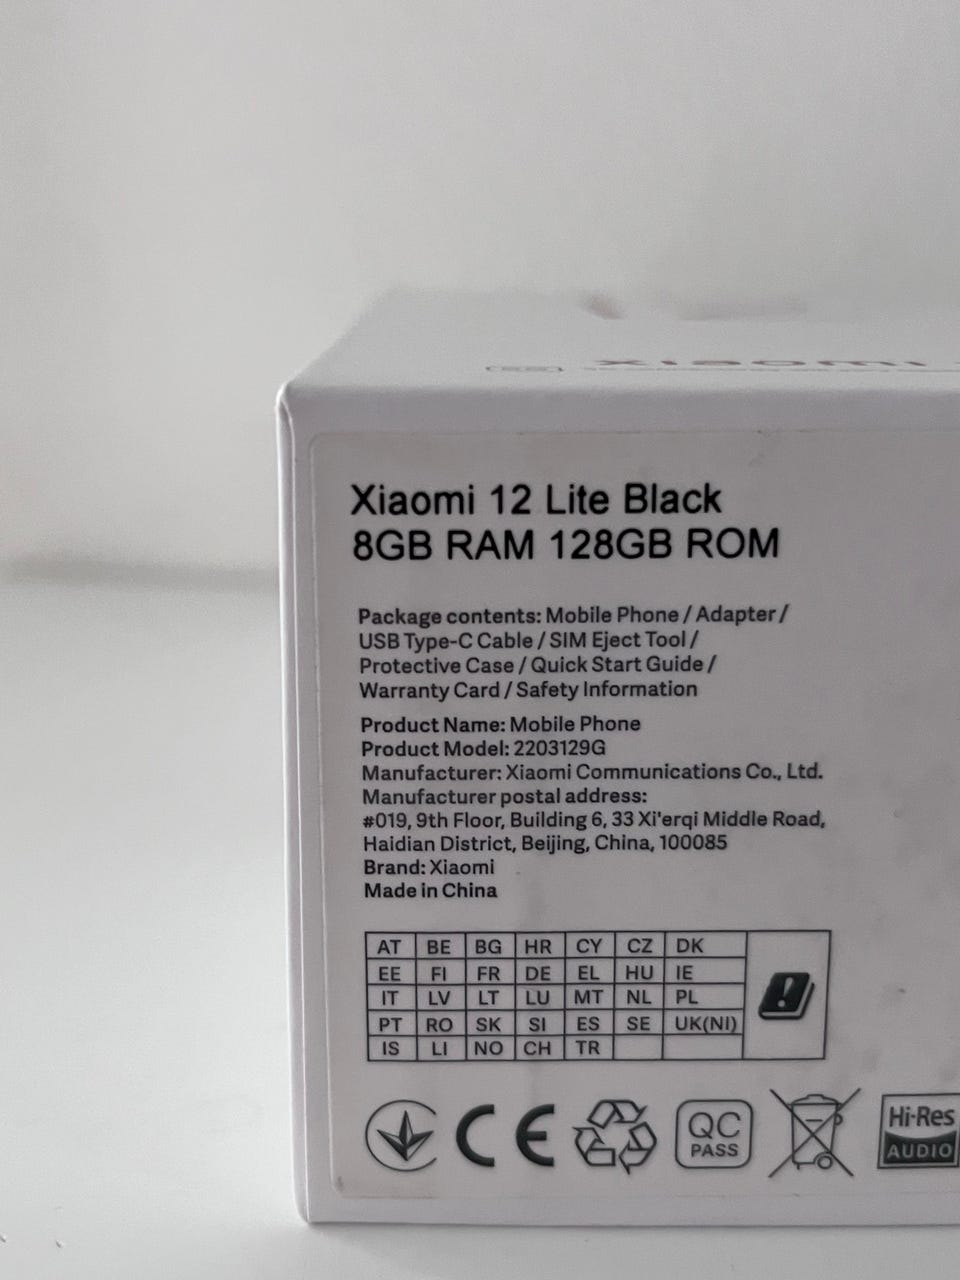 xiaomi
Xiaomi 12 Lite Black
8GB RAM 128GB ROM
Package contents: Mobile Phone / Adapter /
USB Type-C Cable / SIM Eject Tool /
Protective Case / Quick Start Guide /
Warranty Card / Safety Information
Product Name: Mobile Phone
Product Model: 2203129G
Manufacturer: Xiaomi Communications Co., Ltd.
Manufacturer postal address:
#019, 9th Floor, Building 6, 33 Xi'erqi Middle Road,
Haidian District, Beijing, China, 100085
Brand: Xiaomi
Made in China
AT BE BG HR CY CZ DK
EE FI FR DE EL HU IE
IT LV LT LU MT NL PL
PT RO SK SI ES SE UK(NI)
IS LI NO CH TR
CE
QC
PASS
Hi-Res
AUDIO